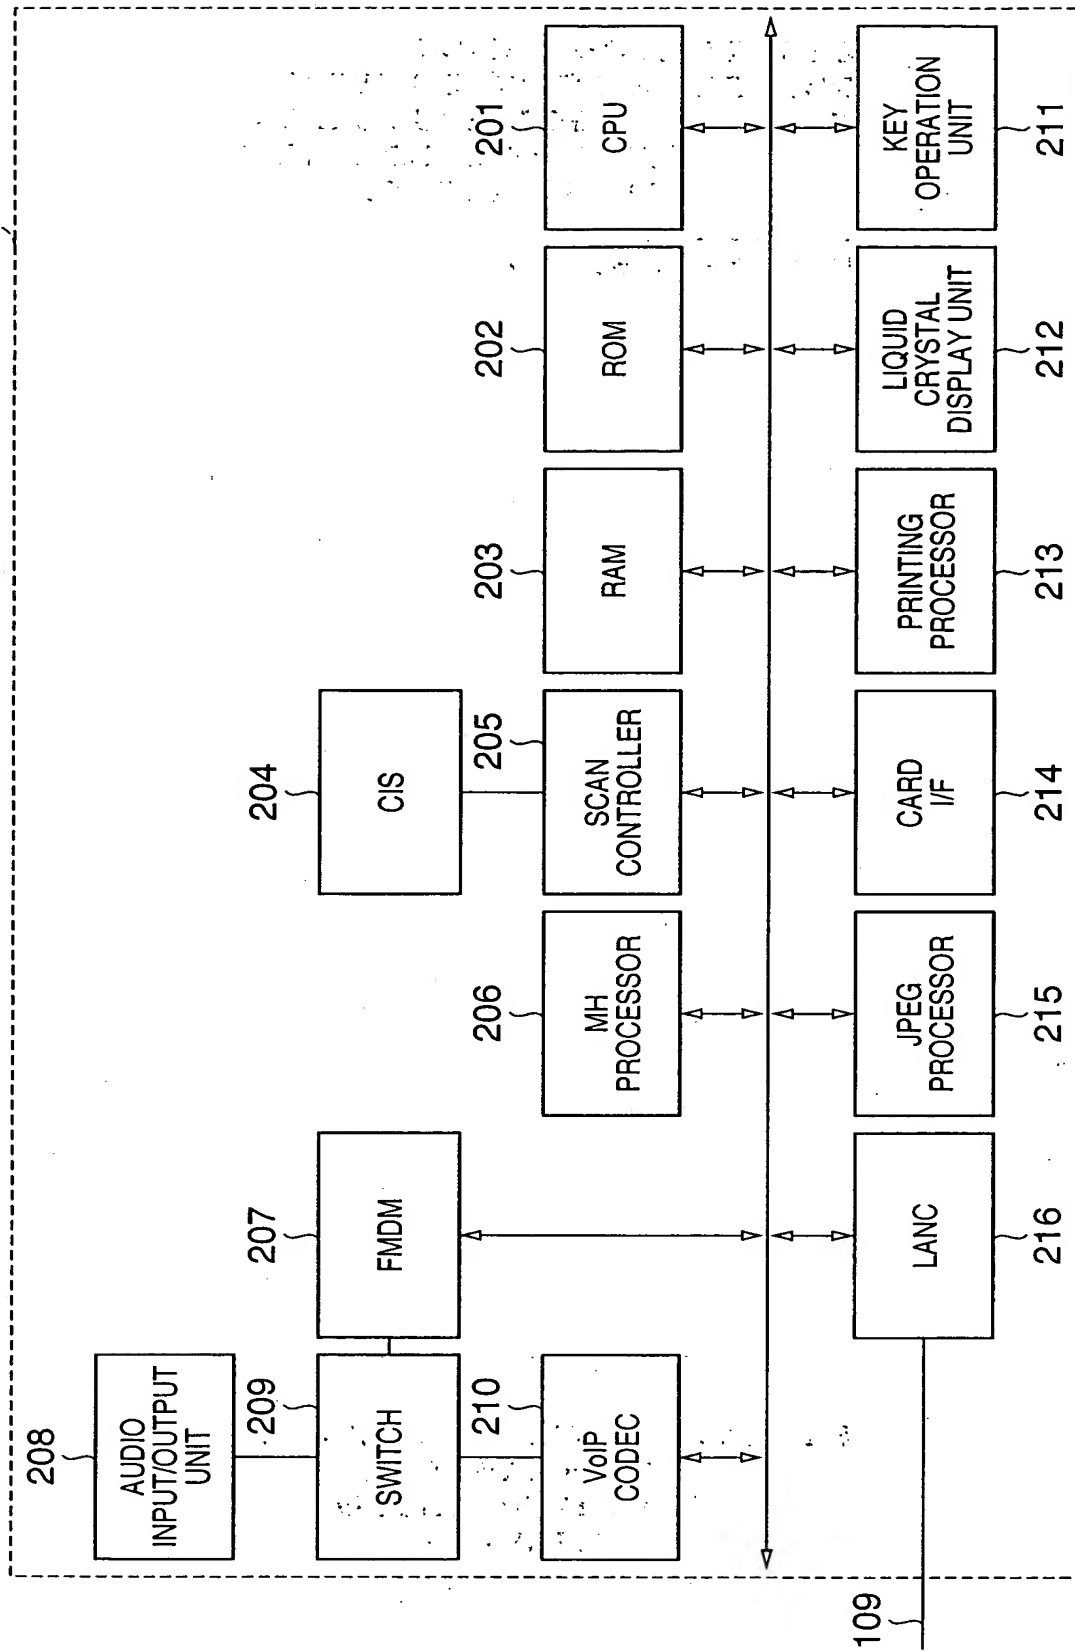 208
AUDIO
INPUT/OUTPUT
UNIT
207
FMDM
209
SWITCH
204
CIS
210
VoIP
CODEC
206
MH
PROCESSOR
205
SCAN
CONTROLLER
203
RAM
202
ROM
201
CPU
109
LANC
216
JPEG
PROCESSOR
215
CARD
I/F
214
PRINTING
PROCESSOR
213
LIQUID
CRYSTAL
DISPLAY UNIT
212
KEY
OPERATION
UNIT
211